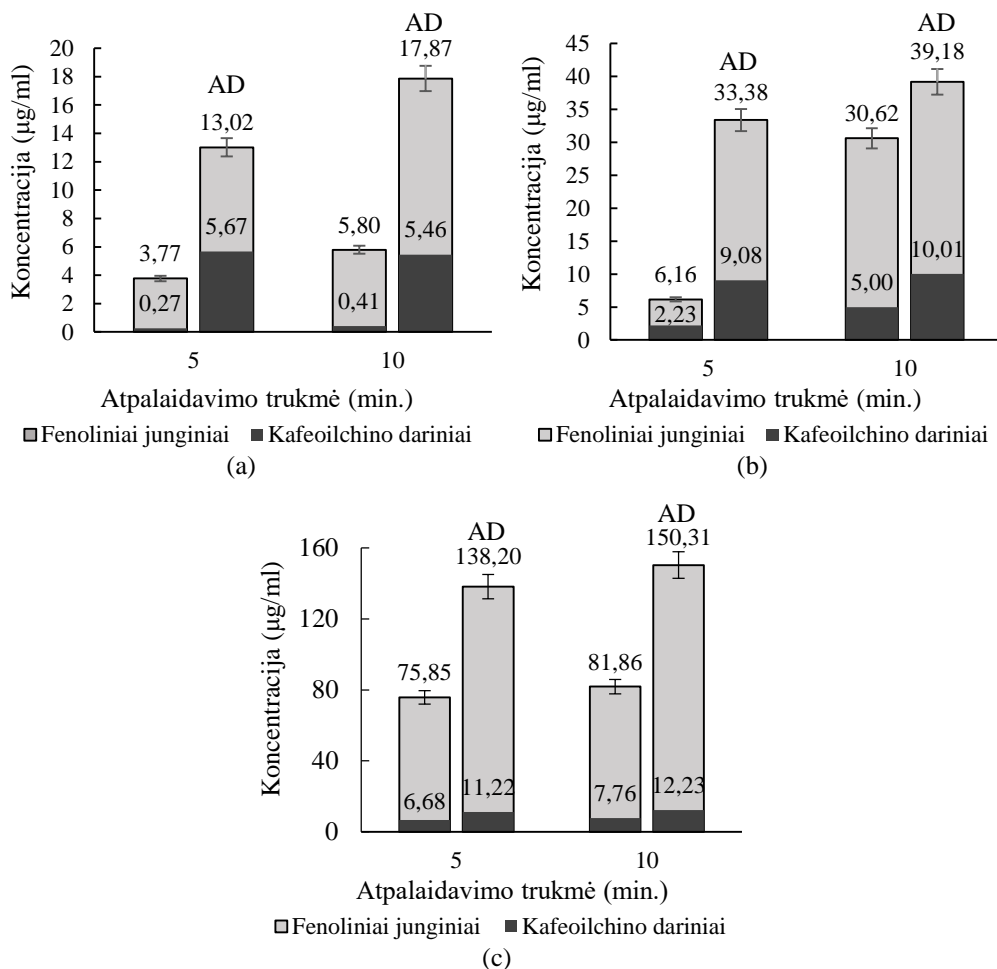 AD
17,87
AD
13,02
5,67
5,46
3,77
5,80
0,27
0,41
20
18
16
14
12
10
8
6
4
2
0
Koncentracija (µg/ml)
5 10
Atpalaidavimo trukmė (min.)
Fenoliniai junginiai Kafeoilchino dariniai
(a)
AD
39,18
AD
33,38
30,62
6,16
9,08
10,01
2,23
5,00
45
40
35
30
25
20
15
10
5
0
Koncentracija (µg/ml)
5 10
Atpalaidavimo trukmė (min.)
Fenoliniai junginiai Kafeoilchino dariniai
(b)
AD
150,31
AD
138,20
75,85
81,86
6,68
11,22
7,76
12,23
160
120
80
40
0
Koncentracija (µg/ml)
5 10
Atpalaidavimo trukmė (min.)
Fenoliniai junginiai Kafeoilchino dariniai
(c)